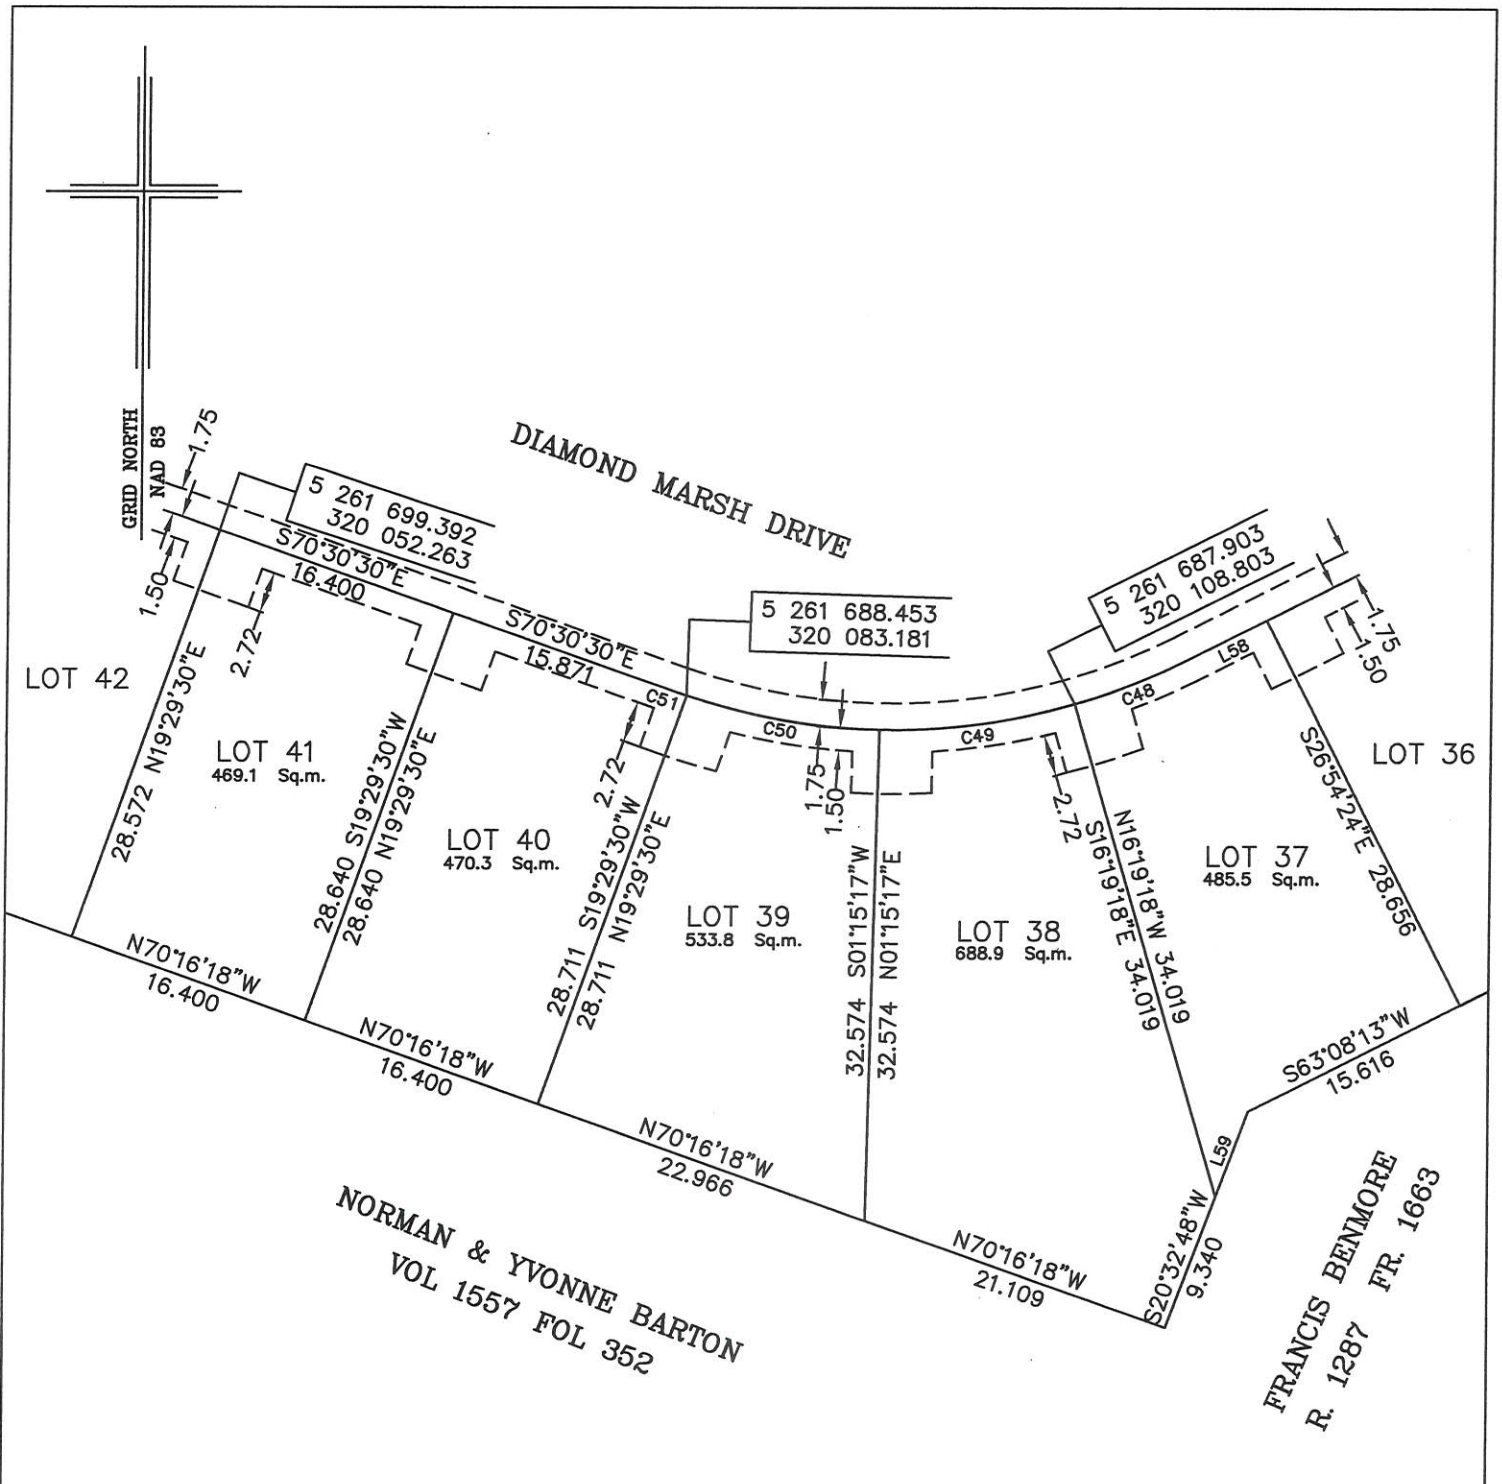 GRID NORTH
NAD 83
1.75
1.50
2.72
5 261 699.392
320 052.263
S70°30'30"E
16.400
DIAMOND MARSH DRIVE
S70°30'30"E
15.871
C51
5 261 688.453
320 083.181
C50
1.75
1.50
2.72
C49
2.72
5 261 687.903
320 108.803
C48
L58
1.75
1.50
LOT 42
28.572 N19°29'30"E
LOT 41
469.1 Sq.m.
28.640 S19°29'30"W
28.640 N19°29'30"E
LOT 40
470.3 Sq.m.
28.711 S19°29'30"W
28.711 N19°29'30"E
LOT 39
533.8 Sq.m.
32.574 S01°15'17"W
32.574 N01°15'17"E
LOT 38
688.9 Sq.m.
N16°19'18"W 34.019
S16°19'18"E 34.019
LOT 37
485.5 Sq.m.
S26°54'24"E 28.656
LOT 36
N70°16'18"W
16.400
N70°16'18"W
16.400
N70°16'18"W
22.966
N70°16'18"W
21.109
S20°32'48"W
9.340
L59
S63°08'13"W
15.616
NORMAN & YVONNE BARTON
VOL 1557 FOL 352
FRANCIS BENMORE
R. 1287 FR. 1663